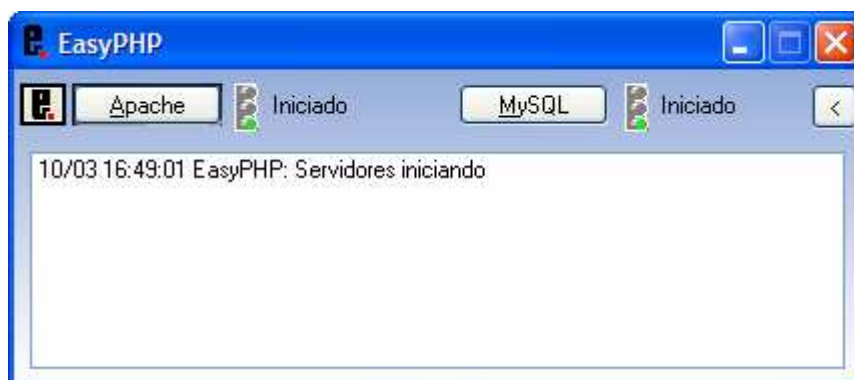 EasyPHP
Apache Iniciado MySQL Iniciado <
10/03 16:49:01 EasyPHP: Servidores iniciando